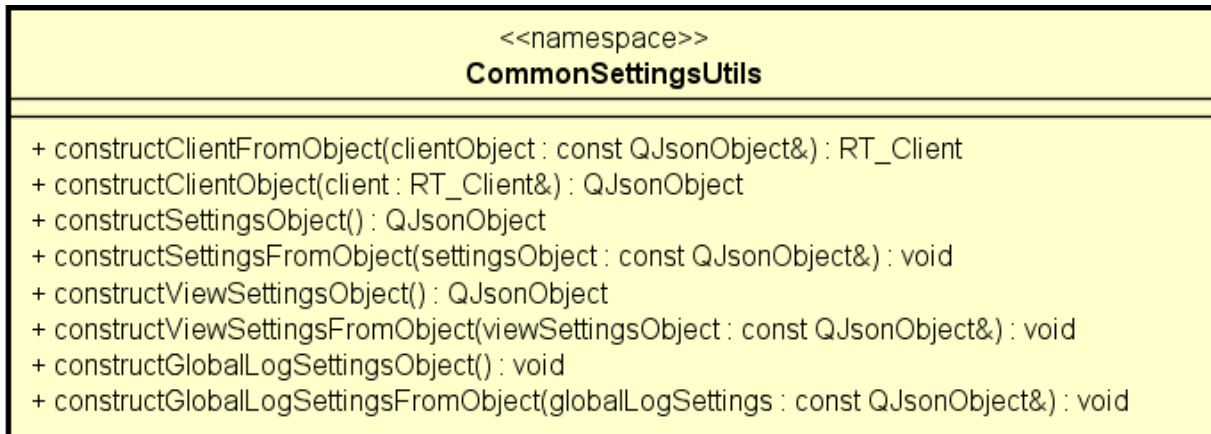 <<namespace>>
CommonSettingsUtils
+ constructClientFromObject(clientObject : const QJsonObject&) : RT_Client
+ constructClientObject(client : RT_Client&) : QJsonObject
+ constructSettingsObject() : QJsonObject
+ constructSettingsFromObject(settingsObject : const QJsonObject&) : void
+ constructViewSettingsObject() : QJsonObject
+ constructViewSettingsFromObject(viewSettingsObject : const QJsonObject&) : void
+ constructGlobalLogSettingsObject() : void
+ constructGlobalLogSettingsFromObject(globalLogSettings : const QJsonObject&) : void